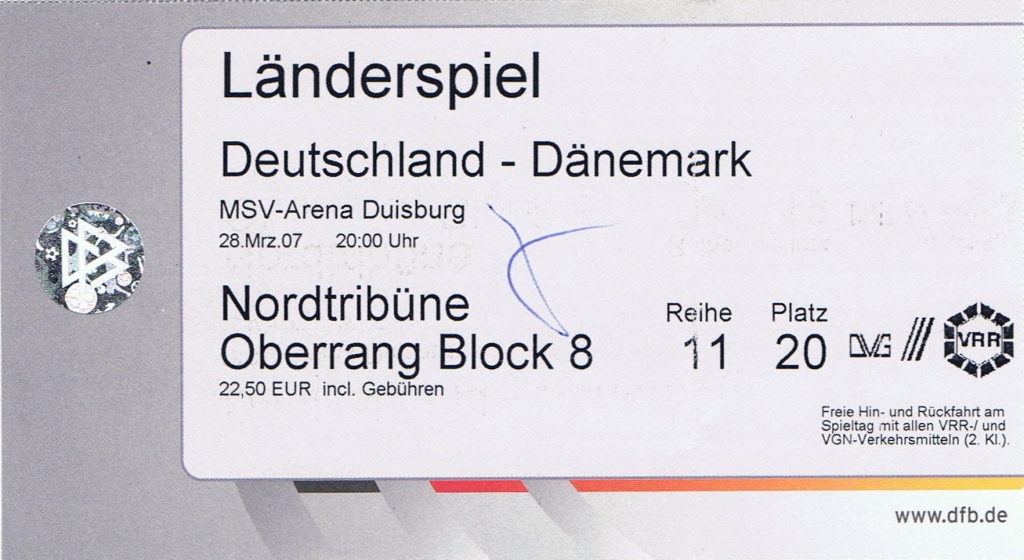 Länderspiel
Deutschland - Dänemark
MSV-Arena Duisburg
28.Mrz.07 20:00 Uhr
Nordtribüne
Reihe Platz
Oberrang Block 8 11 20 DVG VRR
22,50 EUR incl. Gebühren
Freie Hin- und Rückfahrt am
Spieltag mit allen VRR-/ und
VGN-Verkehrsmitteln (2. Kl.).
www.dfb.de